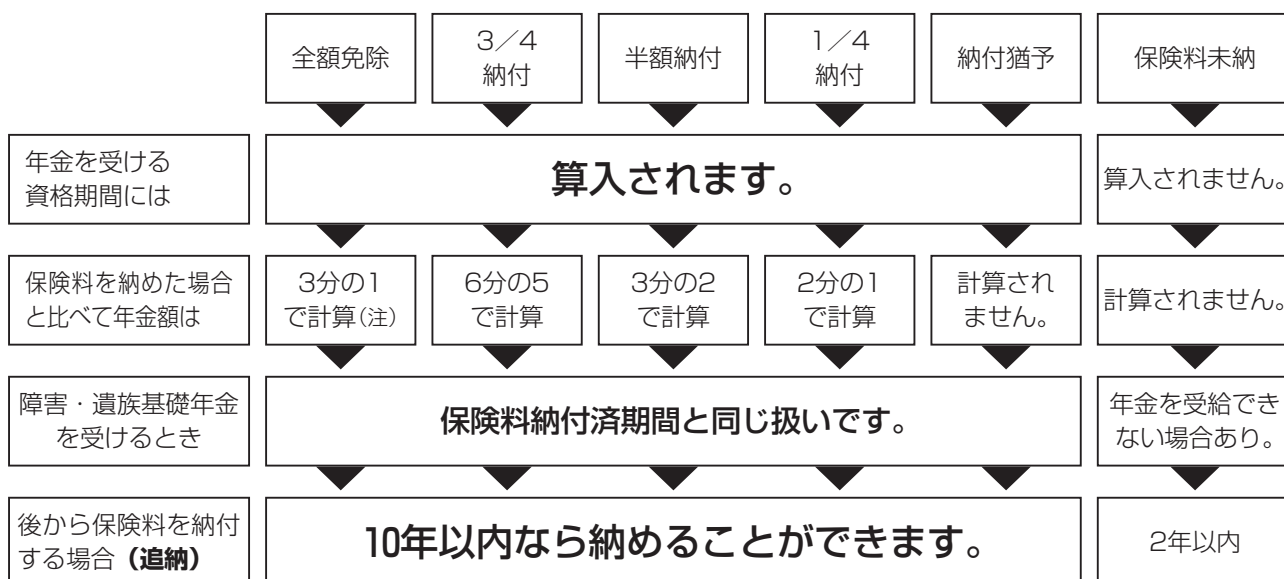 全額免除
3／4
納付
半額納付
1／4
納付
納付猶予
保険料未納
年金を受ける
資格期間には
算入されます。
算入されません。
保険料を納めた場合
と比べて年金額は
3分の1
で計算(注)
6分の5
で計算
3分の2
で計算
2分の1
で計算
計算され
ません。
計算されません。
障害・遺族基礎年金
を受けるとき
保険料納付済期間と同じ扱いです。
年金を受給でき
ない場合あり。
後から保険料を納付
する場合（追納）
10年以内なら納めることができます。
2年以内